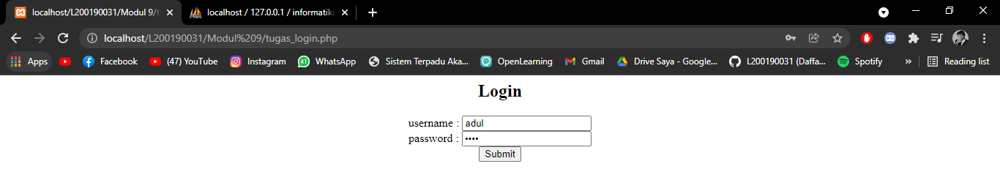 localhost/L200190031/Modul 9/t
localhost / 127.0.0.1 / informatika
localhost/L200190031/Modul%209/tugas_login.php
Apps
Facebook
(47) YouTube
Instagram
41
WhatsApp
Sistem Terpadu Aka...
OpenLearning
Gmail
Drive Saya - Google...
L200190031 (Daffa...
Spotify
»
Reading list
Login
username : adul
password : ••••
Submit